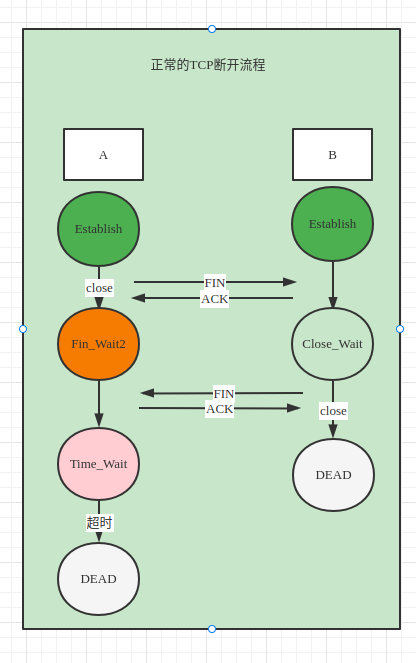 正常的TCP断开流程
A
B
Establish
Establish
close
FIN
ACK
Fin_Wait2
Close_Wait
FIN
ACK
close
Time_Wait
DEAD
超时
DEAD